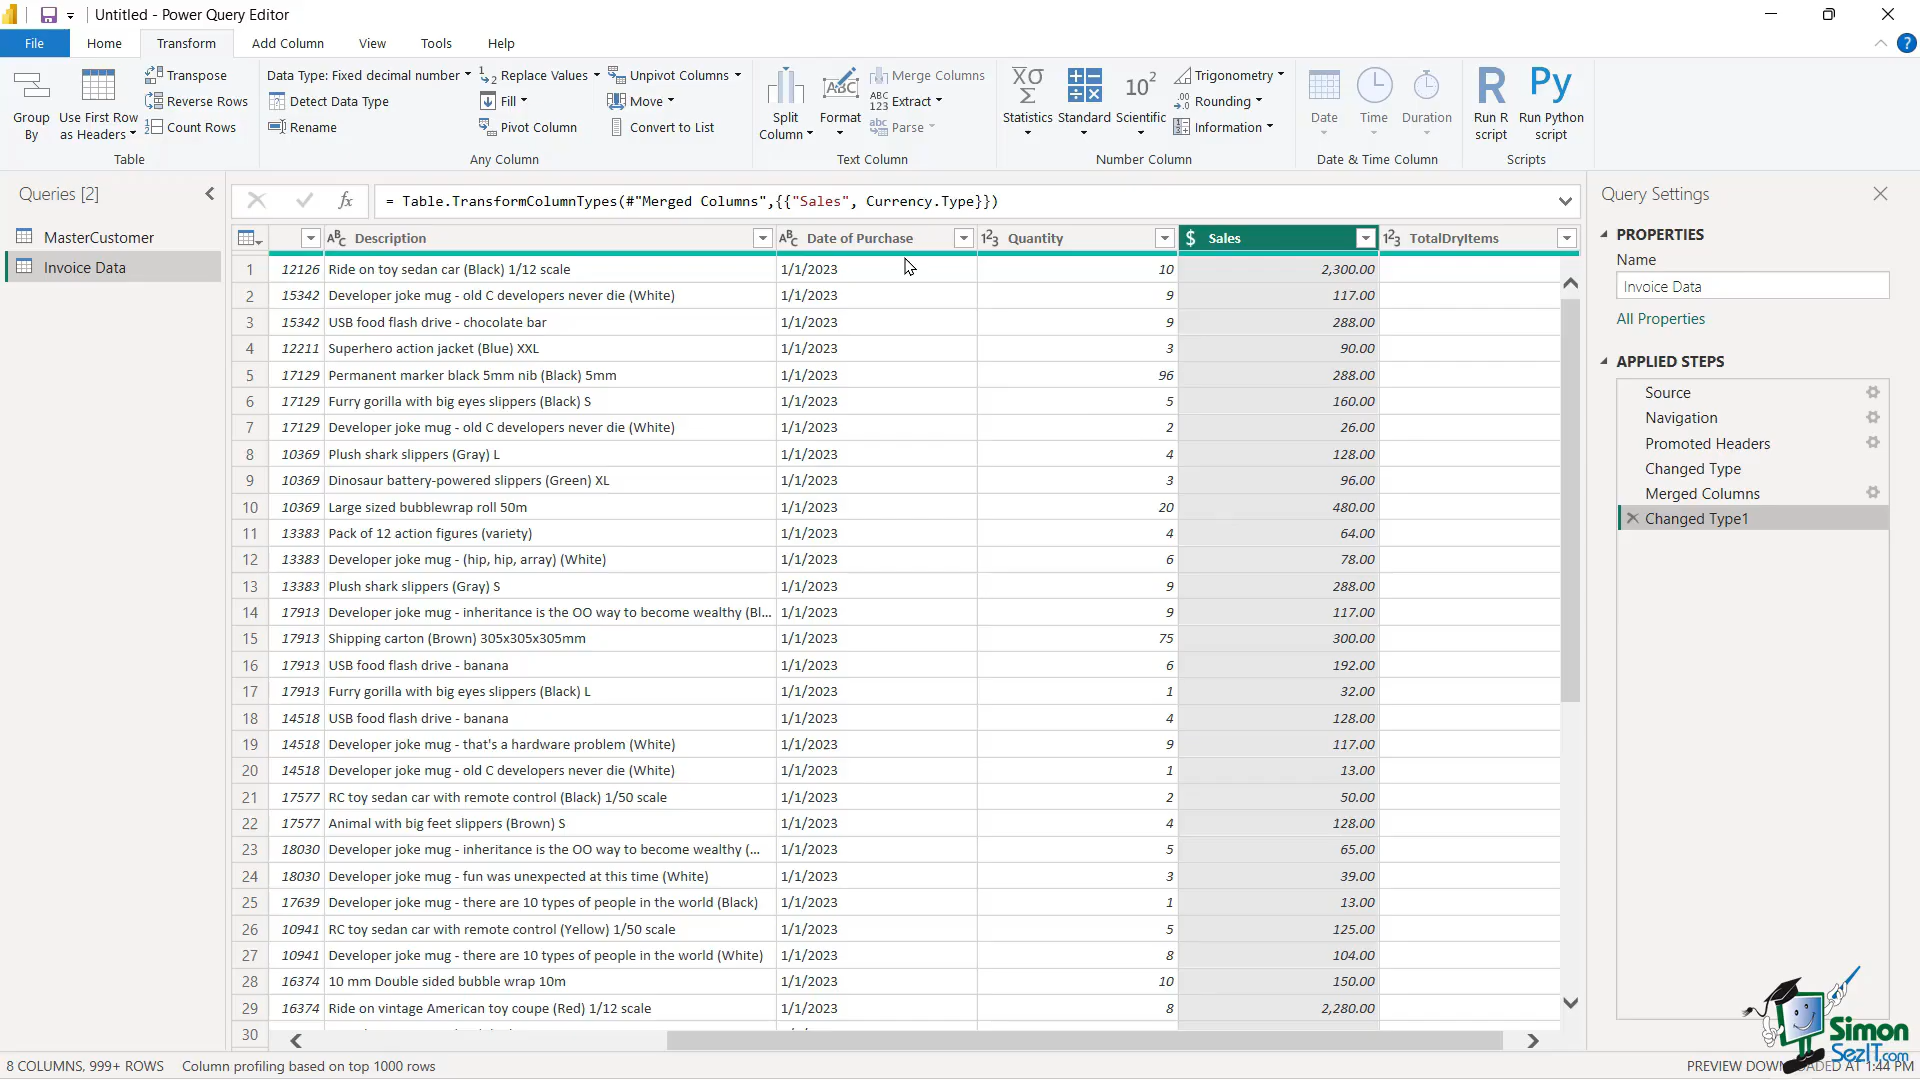 Untitled - Power Query Editor
File
Home
Transform
Add Column
View
Tools
Help
?
Group By
Use First Row as Headers
Transpose
Reverse Rows
Count Rows
Table
Data Type: Fixed decimal number
Detect Data Type
Rename
Replace Values
Fill
Pivot Column
Unpivot Columns
Move
Convert to List
Any Column
Split Column
Format
Merge Columns
Extract
Parse
Text Column
Statistics
Standard
Scientific
Trigonometry
Rounding
Information
Number Column
Date
Time
Duration
Date & Time Column
Run R script
Run Python script
Scripts
Queries [2]
MasterCustomer
Invoice Data
fx
= Table.TransformColumnTypes(#"Merged Columns",{{"Sales", Currency.Type}})
Description Date of Purchase Quantity $ Sales TotalDryItems
1 12126 Ride on toy sedan car (Black) 1/12 scale 1/1/2023 10 2,300.00
2 15342 Developer joke mug - old C developers never die (White) 1/1/2023 9 117.00
3 15342 USB food flash drive - chocolate bar 1/1/2023 9 288.00
4 12211 Superhero action jacket (Blue) XXL 1/1/2023 3 90.00
5 17129 Permanent marker black 5mm nib (Black) 5mm 1/1/2023 96 288.00
6 17129 Furry gorilla with big eyes slippers (Black) S 1/1/2023 5 160.00
7 17129 Developer joke mug - old C developers never die (White) 1/1/2023 2 26.00
8 10369 Plush shark slippers (Gray) L 1/1/2023 4 128.00
9 10369 Dinosaur battery-powered slippers (Green) XL 1/1/2023 3 96.00
10 10369 Large sized bubblewrap roll 50m 1/1/2023 20 480.00
11 13383 Pack of 12 action figures (variety) 1/1/2023 4 64.00
12 13383 Developer joke mug - (hip, hip, array) (White) 1/1/2023 6 78.00
13 13383 Plush shark slippers (Gray) S 1/1/2023 9 288.00
14 17913 Developer joke mug - inheritance is the OO way to become wealthy (Bl... 1/1/2023 9 117.00
15 17913 Shipping carton (Brown) 305x305x305mm 1/1/2023 75 300.00
16 17913 USB food flash drive - banana 1/1/2023 6 192.00
17 17913 Furry gorilla with big eyes slippers (Black) L 1/1/2023 1 32.00
18 14518 USB food flash drive - banana 1/1/2023 4 128.00
19 14518 Developer joke mug - that's a hardware problem (White) 1/1/2023 9 117.00
20 14518 Developer joke mug - old C developers never die (White) 1/1/2023 1 13.00
21 17577 RC toy sedan car with remote control (Black) 1/50 scale 1/1/2023 2 50.00
22 17577 Animal with big feet slippers (Brown) S 1/1/2023 4 128.00
23 18030 Developer joke mug - inheritance is the OO way to become wealthy (... 1/1/2023 5 65.00
24 18030 Developer joke mug - fun was unexpected at this time (White) 1/1/2023 3 39.00
25 17639 Developer joke mug - there are 10 types of people in the world (Black) 1/1/2023 1 13.00
26 10941 RC toy sedan car with remote control (Yellow) 1/50 scale 1/1/2023 5 125.00
27 10941 Developer joke mug - there are 10 types of people in the world (White) 1/1/2023 8 104.00
28 16374 10 mm Double sided bubble wrap 10m 1/1/2023 10 150.00
29 16374 Ride on vintage American toy coupe (Red) 1/12 scale 1/1/2023 8 2,280.00
30
Query Settings
PROPERTIES
Name
Invoice Data
All Properties
APPLIED STEPS
Source
Navigation
Promoted Headers
Changed Type
Merged Columns
Changed Type1
8 COLUMNS, 999+ ROWS Column profiling based on top 1000 rows
PREVIEW AT 1:44 PM
Simon
SezIT.com